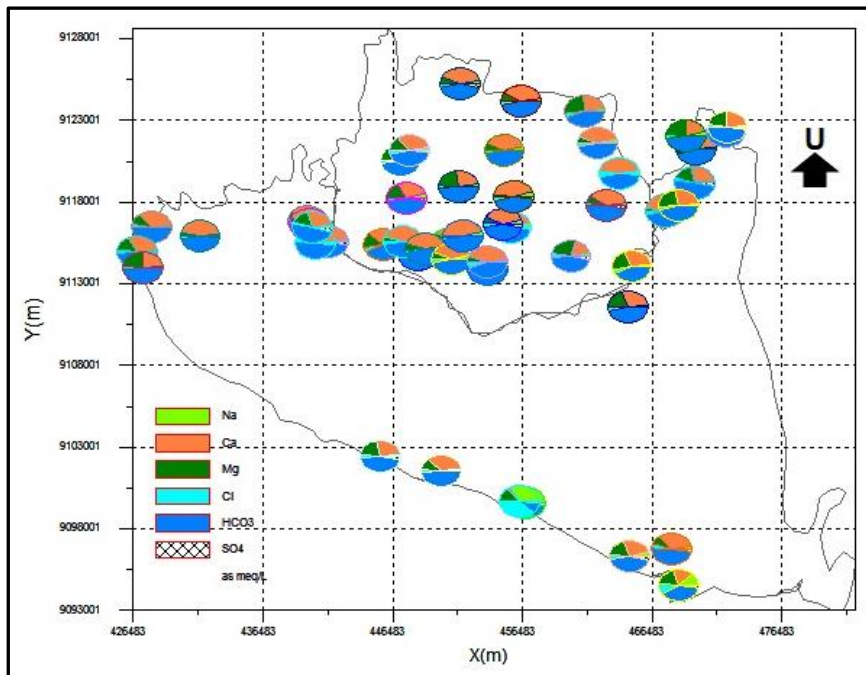 9128001
9123001
U
9118001
9113001
Y(m)
9108001
Na
Ca
9103001
Mg
Cl
HCO3
9098001
SO4
as meq/L
9093001
426483 436483 446483 456483 466483 476483
X(m)